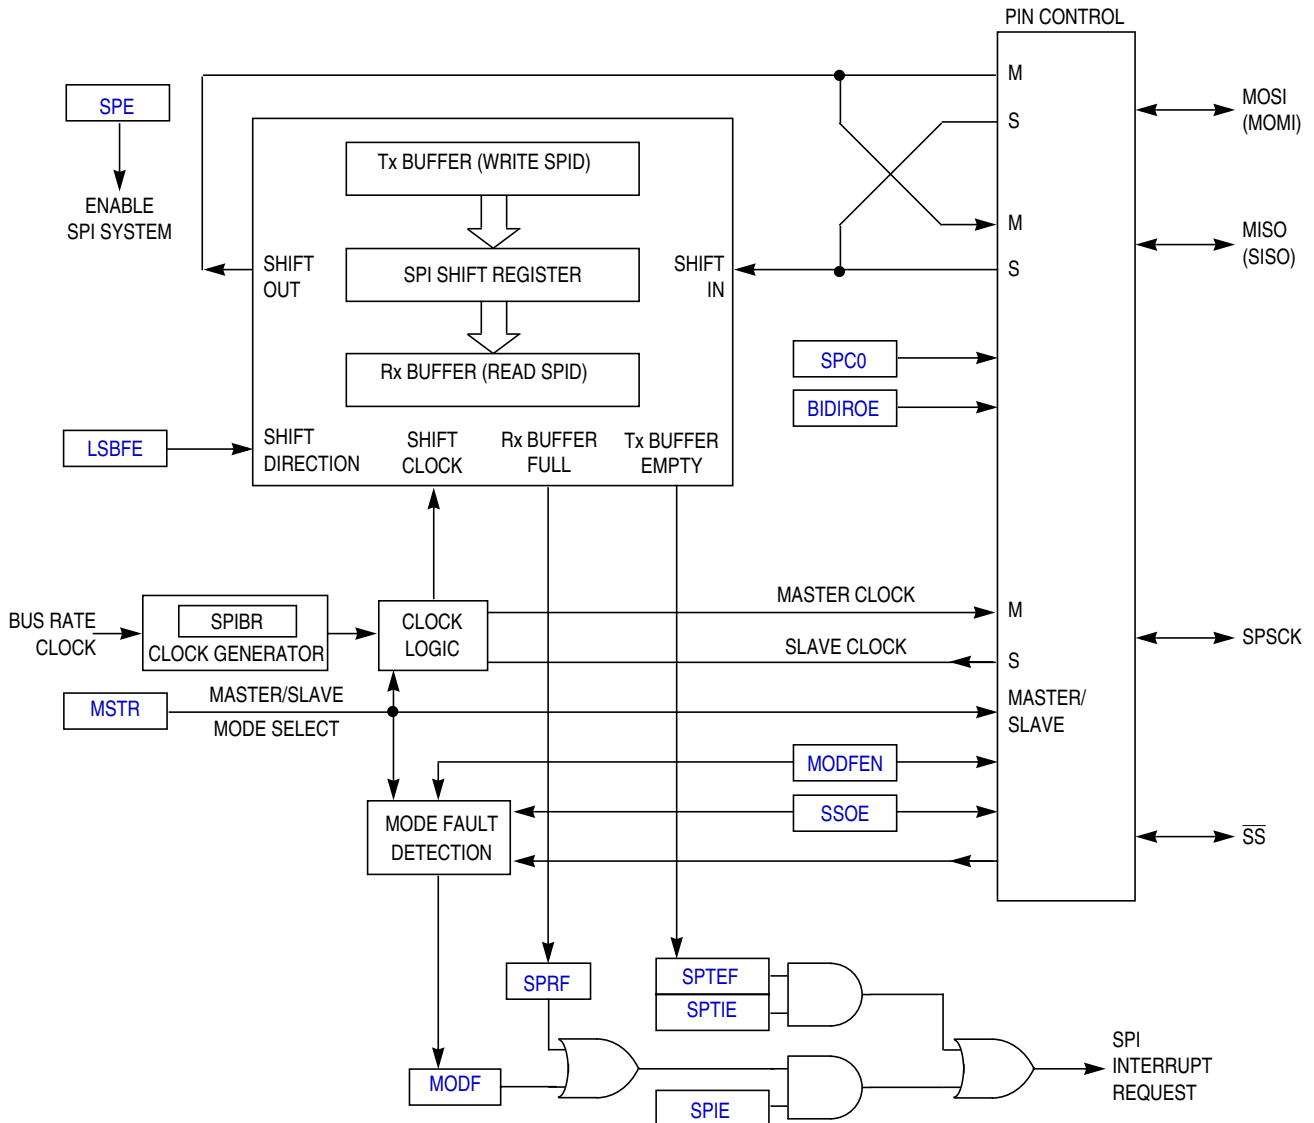 PIN CONTROL
M
MOSI
(MOMI)
S
SPE
ENABLE
SPI SYSTEM
Tx BUFFER (WRITE SPID)
M
MISO
(SISO)
SHIFT
OUT
SPI SHIFT REGISTER
SHIFT
IN
S
SPC0
Rx BUFFER (READ SPID)
BIDIROE
LSBFE
SHIFT
DIRECTION
SHIFT
CLOCK
Rx BUFFER
FULL
Tx BUFFER
EMPTY
BUS RATE
CLOCK
SPIBR
CLOCK GENERATOR
CLOCK
LOGIC
MASTER CLOCK
M
SLAVE CLOCK
S
SPSCK
MSTR
MASTER/SLAVE
MODE SELECT
MASTER/
SLAVE
MODFEN
SSOE
MODE FAULT
DETECTION
SS
SPRF
SPTEF
SPTIE
MODF
SPIE
SPI
INTERRUPT
REQUEST